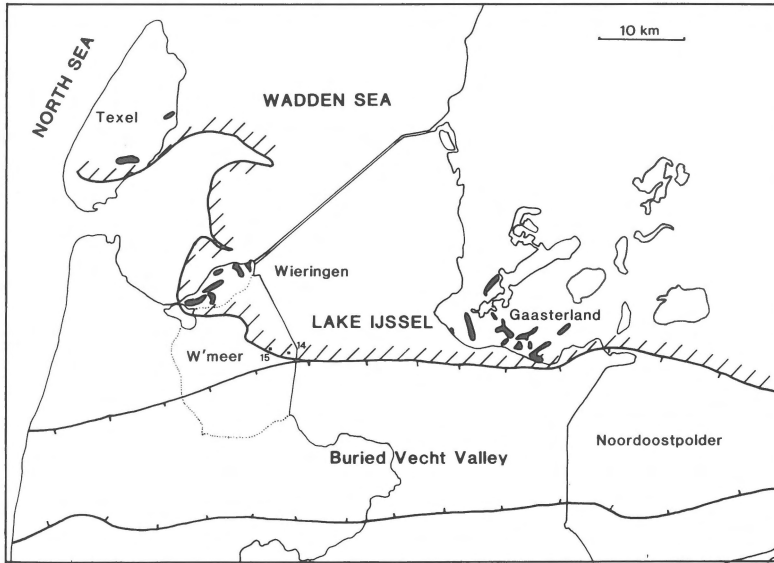 10 km
NORTH SEA
Texel
WADDEN SEA
Wieringen
LAKE IJSSEL
Gaasterland
W'meer
15
14
Noordoostpolder
Buried Vecht Valley